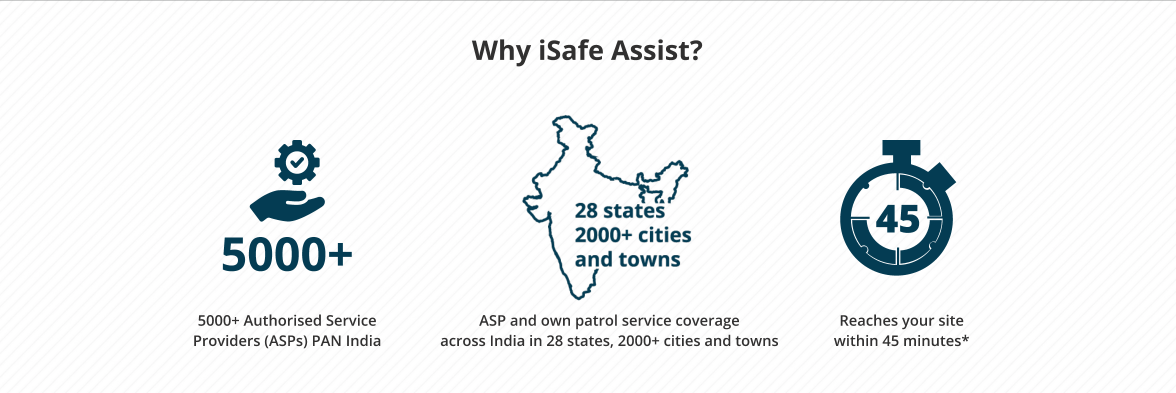 Why iSafe Assist?
5000+
28 states
2000+ cities
and towns
45
5000+ Authorised Service
Providers (ASPs) PAN India
ASP and own patrol service coverage
across India in 28 states, 2000+ cities and towns
Reaches your site
within 45 minutes*